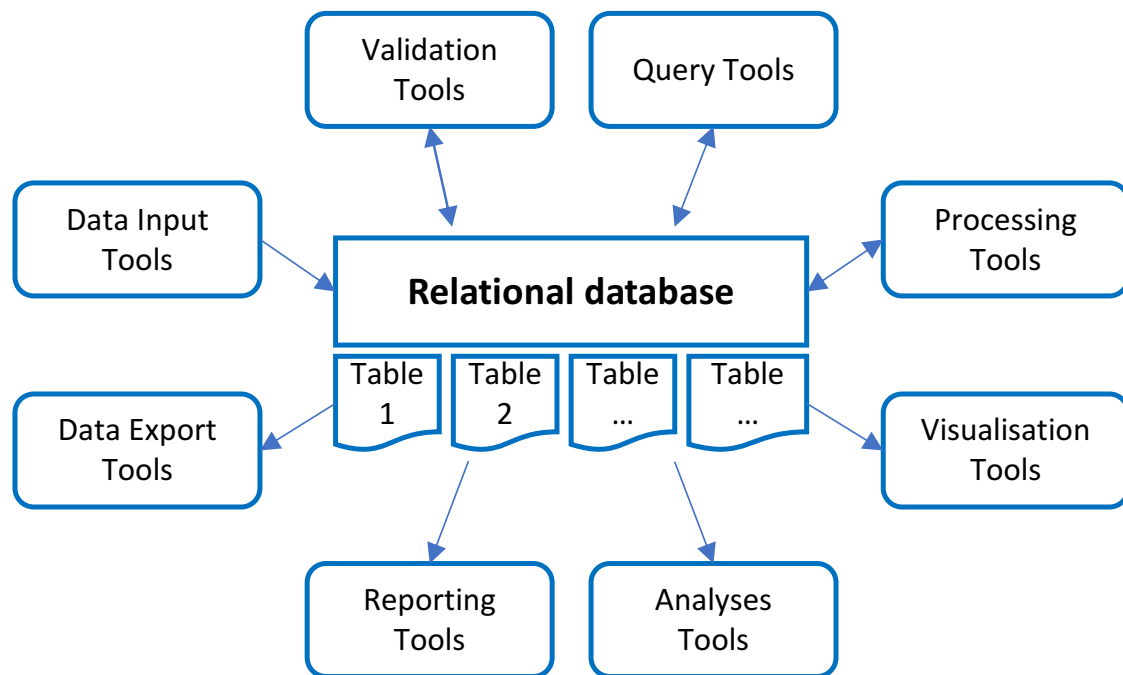 Validation
Tools
Query Tools
Data Input
Tools
Processing
Tools
Relational database
Table
1
Table
2
Table
...
Table
...
Data Export
Tools
Visualisation
Tools
Reporting
Tools
Analyses
Tools